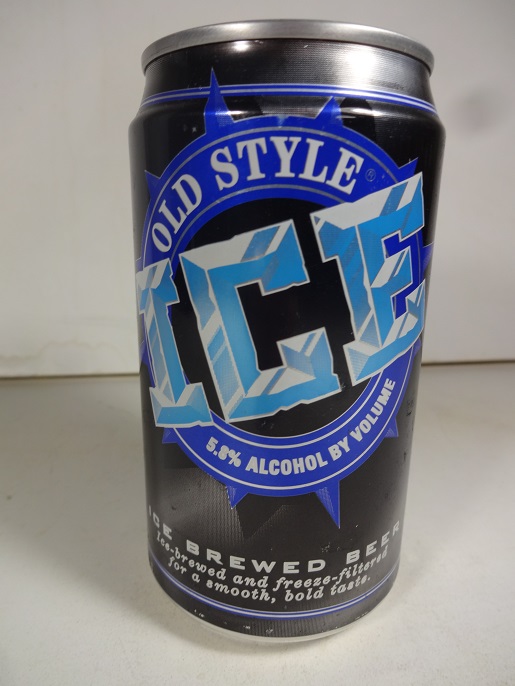 OLD STYLE®
ICE
5.8% ALCOHOL BY VOLUME
ICE BREWED BEER
Ice-brewed and freeze-filtered
for a smooth, bold taste.